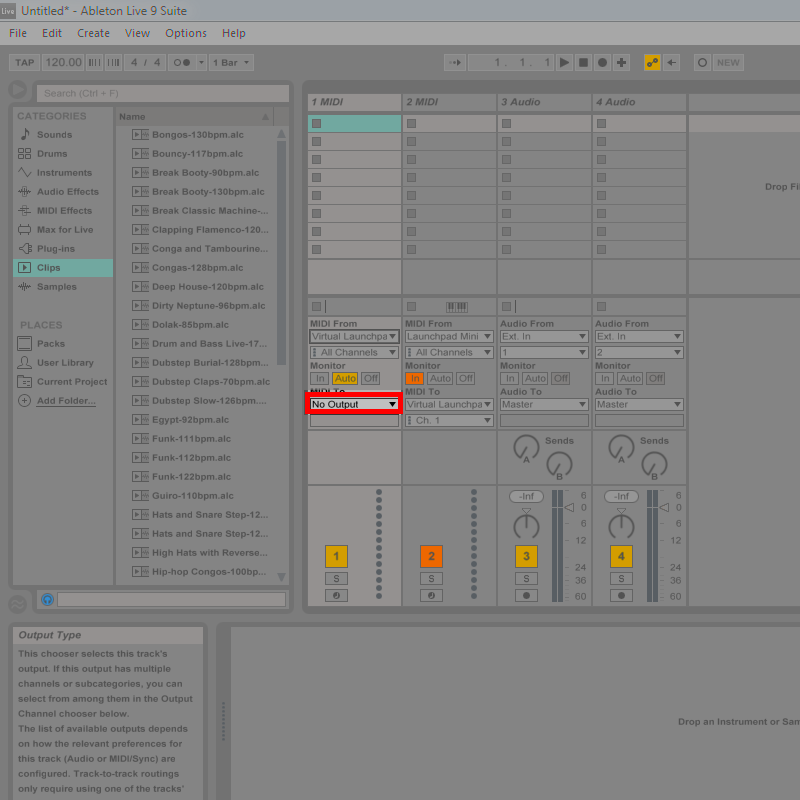 Live Untitled* - Ableton Live 9 Suite
File Edit Create View Options Help
TAP 120.00 4 / 4 1 Bar 1. 1. 1 NEW
Search (Ctrl + F)
CATEGORIES
Sounds
Drums
Instruments
Audio Effects
MIDI Effects
Max for Live
Plug-ins
Clips
Samples
PLACES
Packs
User Library
Current Project
Add Folder...
Name
Bongos-130bpm.alc
Bouncy-117bpm.alc
Break Booty-90bpm.alc
Break Booty-130bpm.alc
Break Classic Machine-...
Clapping Flamenco-120...
Conga and Tambourine...
Congas-128bpm.alc
Deep House-120bpm.alc
Dirty Neptune-96bpm.alc
Dolak-85bpm.alc
Drum and Bass Live-17...
Dubstep Burial-128bpm...
Dubstep Claps-70bpm.alc
Dubstep Slow-126bpm....
Egypt-92bpm.alc
Funk-111bpm.alc
Funk-112bpm.alc
Funk-122bpm.alc
Guiro-110bpm.alc
Hats and Snare Step-12...
Hats and Snare Step-12...
High Hats with Reverse...
Hip-hop Congos-100bp...
1 MIDI 2 MIDI 3 Audio 4 Audio
Drop Fil
MIDI From MIDI From Audio From Audio From
Virtual Launchpa Launchpad Mini Ext. In Ext. In
All Channels All Channels 1 2
Monitor Monitor Monitor Monitor
In Auto Off In Auto Off In Auto Off In Auto Off
MIDI To MIDI To Audio To Audio To
No Output Virtual Launchpa Master Master
Ch. 1
Sends Sends
A B A B
-Inf 6 -Inf 6
0 0
6 6
12 12
1 2 3 4
24 24
S S S S
36 36
60 60
Output Type
This chooser selects this track's
output. If this output has multiple
channels or subcategories, you can
select from among them in the Output
Channel chooser below.
The list of available outputs depends
on how the relevant preferences for
this track (Audio or MIDI/Sync) are
configured. Track-to-track routings
only require using one of the tracks'
Drop an Instrument or Sam